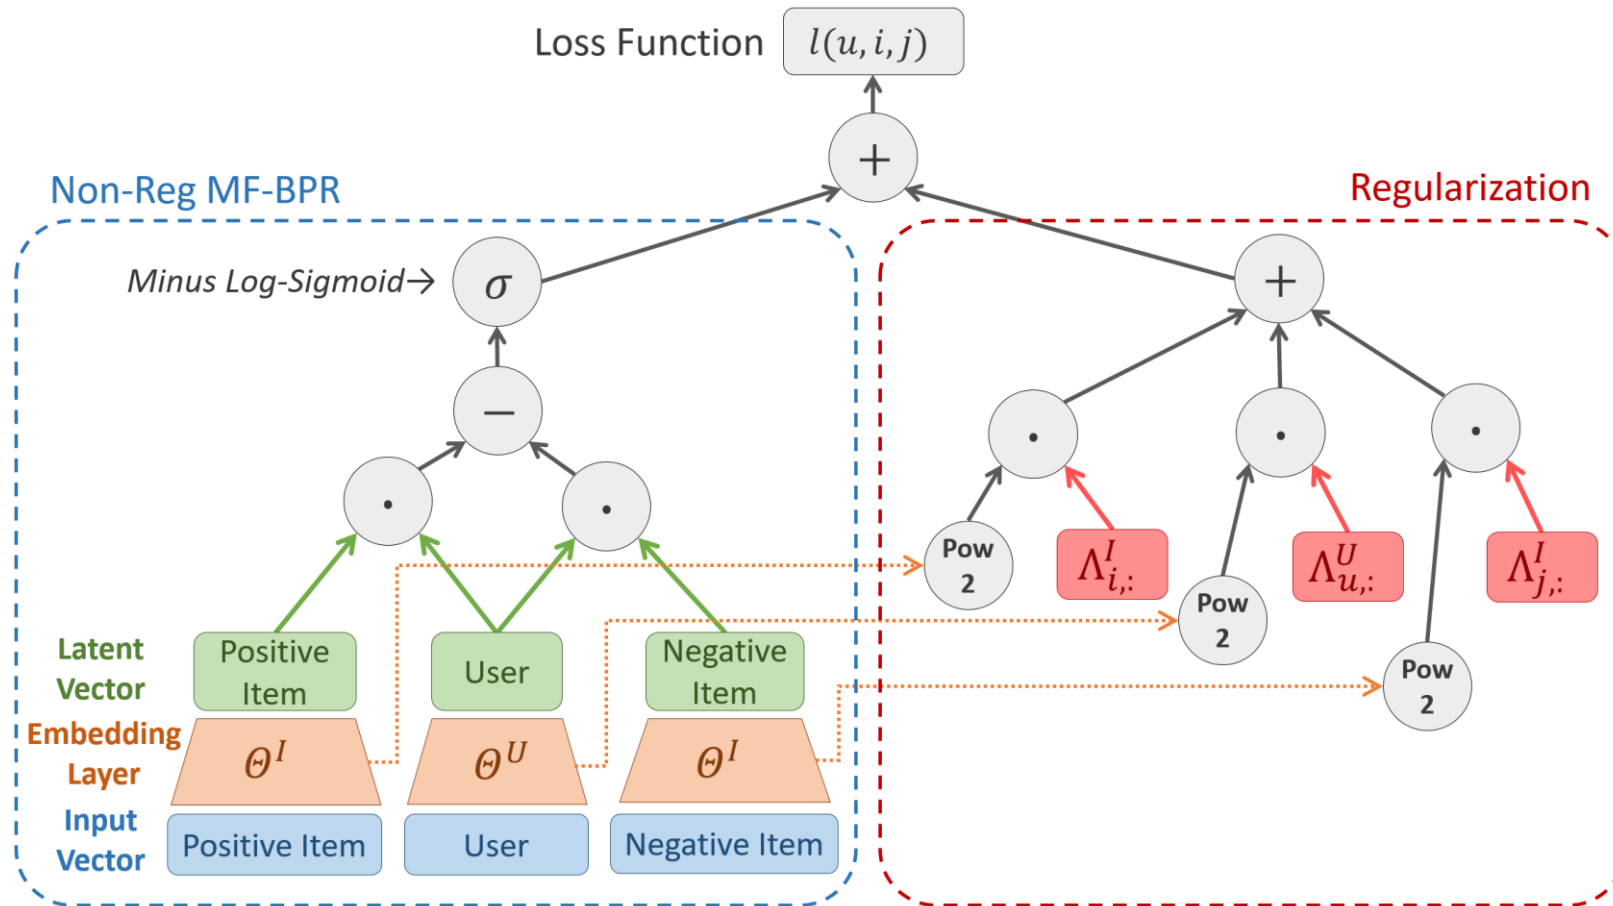 Loss Function
l(u, i, j)
+
Non-Reg MF-BPR
Regularization
Minus Log-Sigmoid→
σ
+
−
·
·
·
·
·
Pow
2
Λ^I_{i,:}
Pow
2
Λ^U_{u,:}
Pow
2
Λ^I_{j,:}
Latent
Vector
Positive
Item
User
Negative
Item
Embedding
Layer
Θ^I
Θ^U
Θ^I
Input
Vector
Positive Item
User
Negative Item